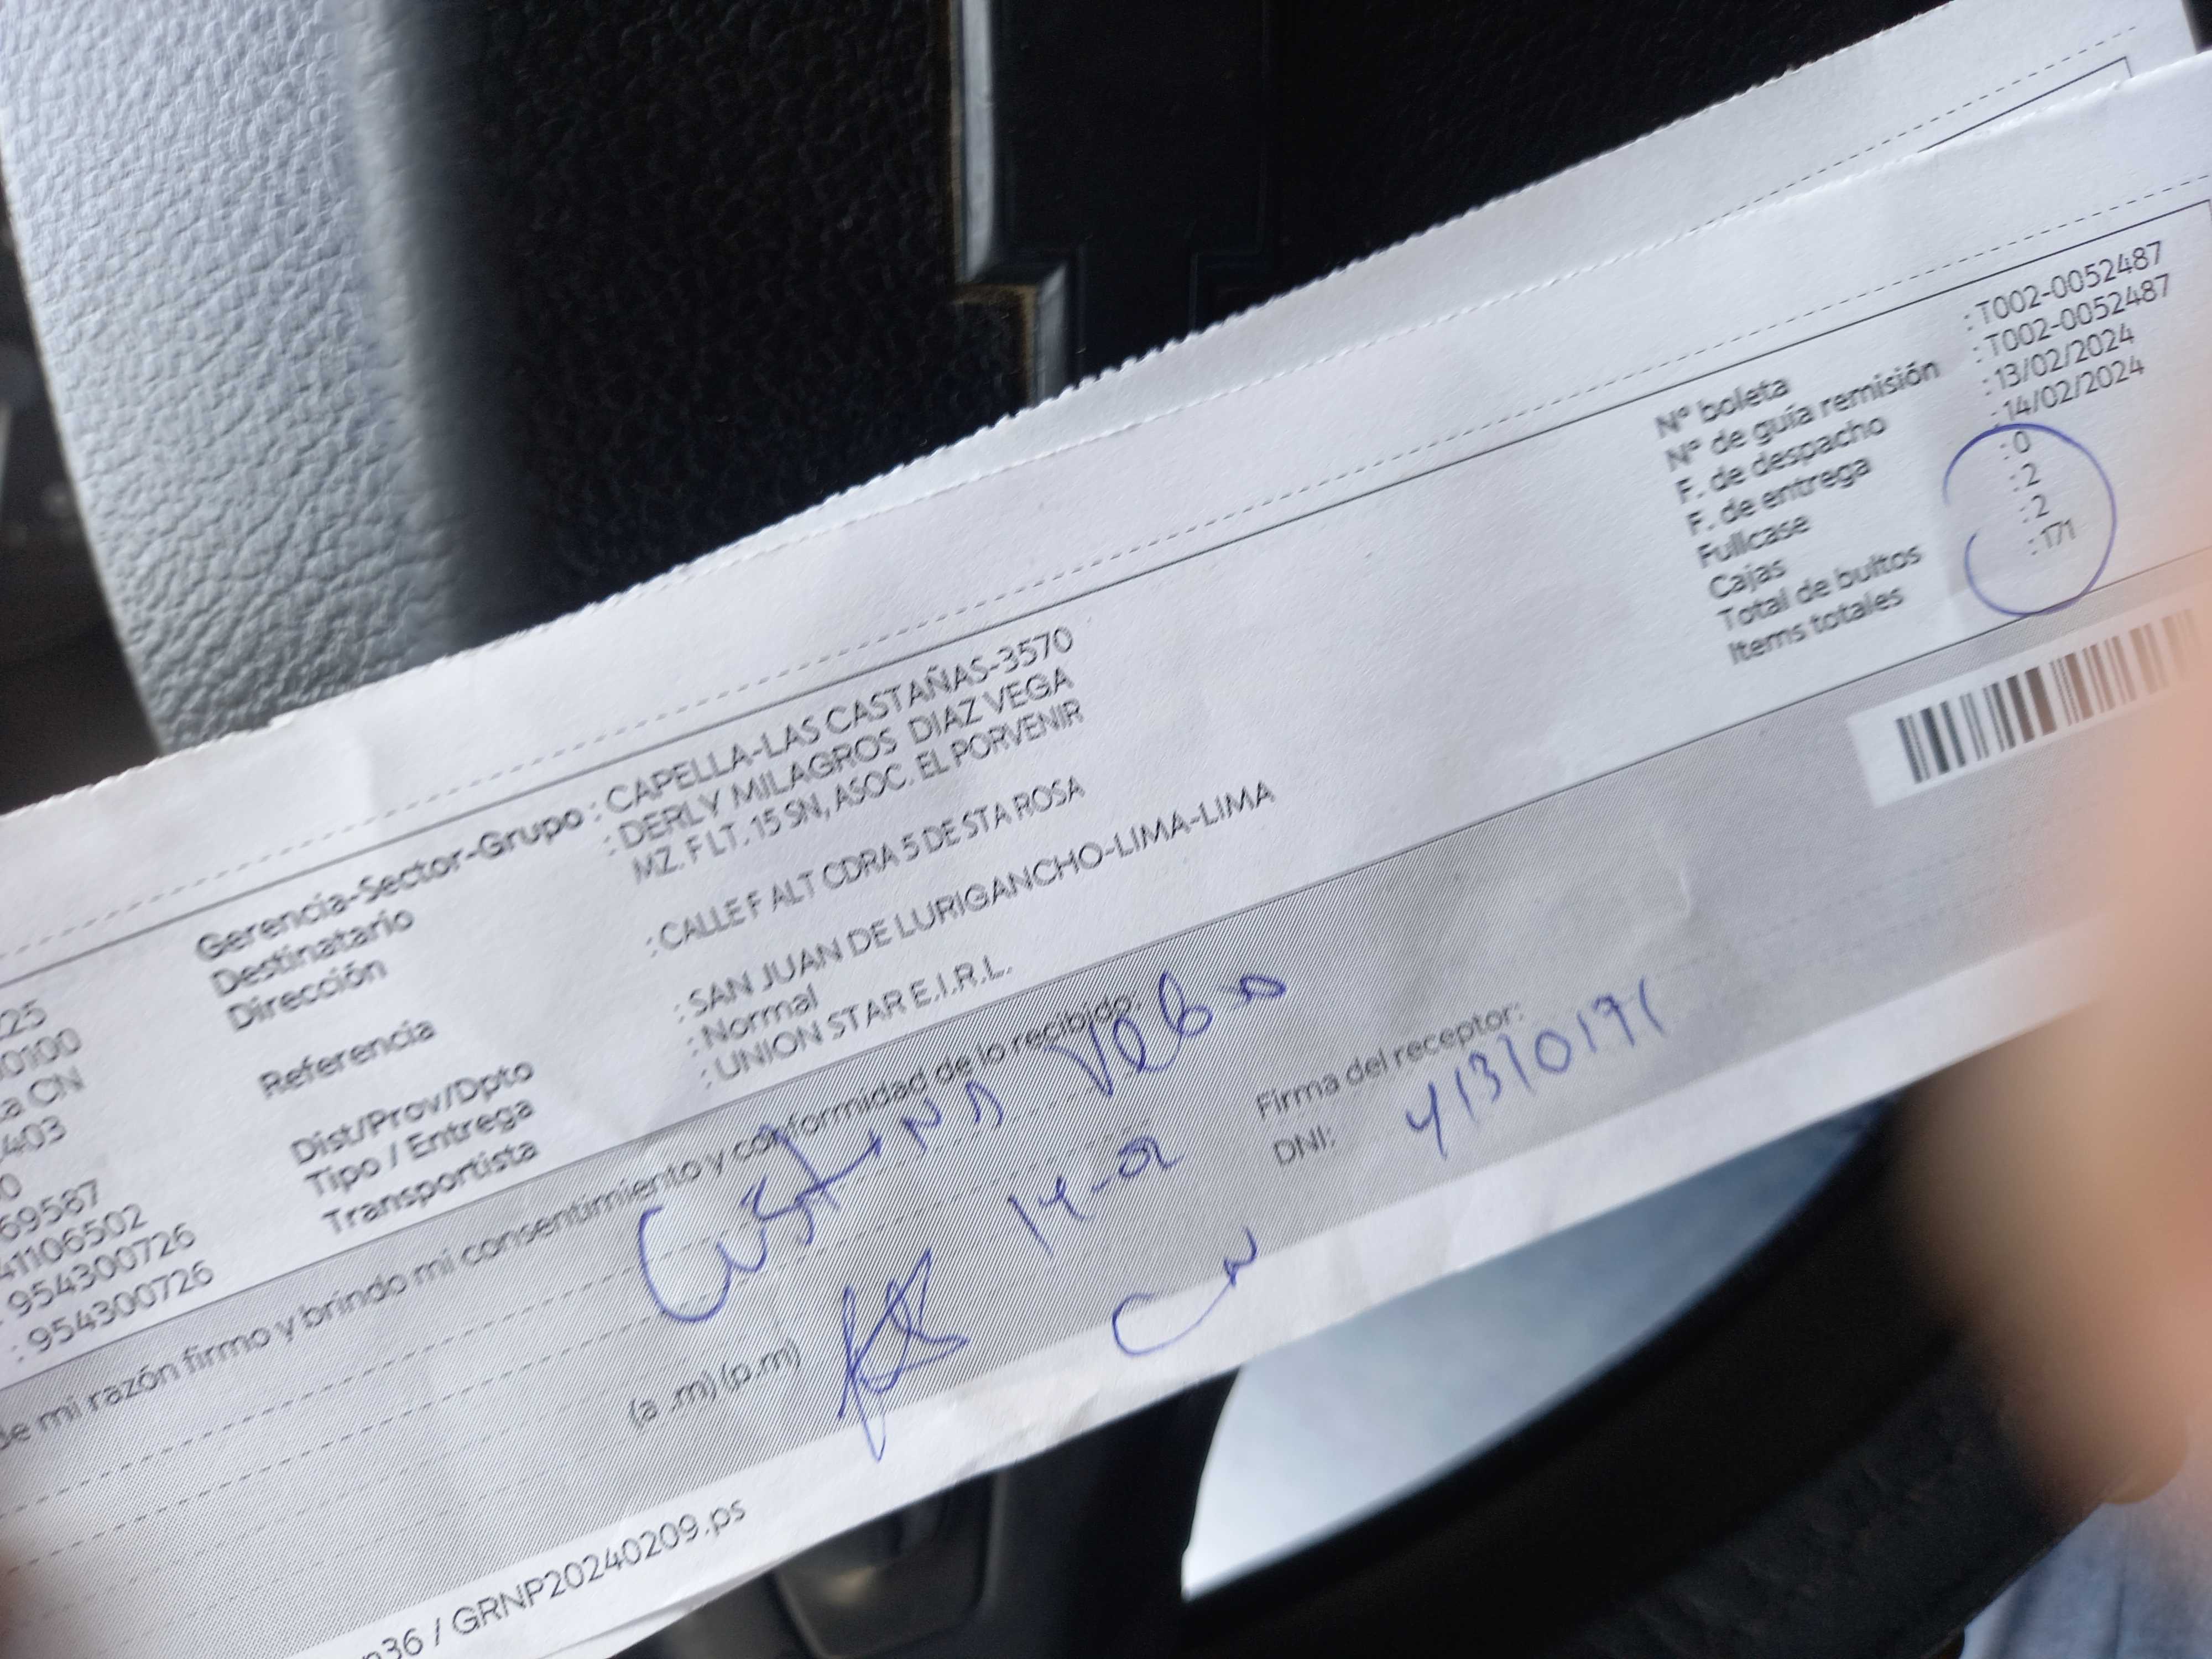 Gerencia-Sector-Grupo : CAPELLA-LAS CASTAÑAS-3570
Destinatario : DERLY MILAGROS DIAZ VEGA
Dirección MZ. F LT. 15 SN, ASOC. EL PORVENIR
Referencia : CALLE F ALT CDRA 5 DE STA ROSA
Dist/Prov/Dpto : SAN JUAN DE LURIGANCHO-LIMA-LIMA
Tipo / Entrega : Normal
Transportista : UNION STAR E.I.R.L.
Nº boleta : T002-0052487
Nº de guía remisión : T002-0052487
F. de despacho : 13/02/2024
F. de entrega : 14/02/2024
Fullcase : 0
Cajas : 2
Total de bultos : 2
Items totales : 171
25
0100
a CN
403
0
69587
41106502
: 954300726
: 954300726
de mi razón firmo y brindo mi consentimiento y conformidad de lo recibido:
14-02
(a .m) (p.m)
Firma del receptor:
DNI: 41310171
p36 / GRNP20240209.ps